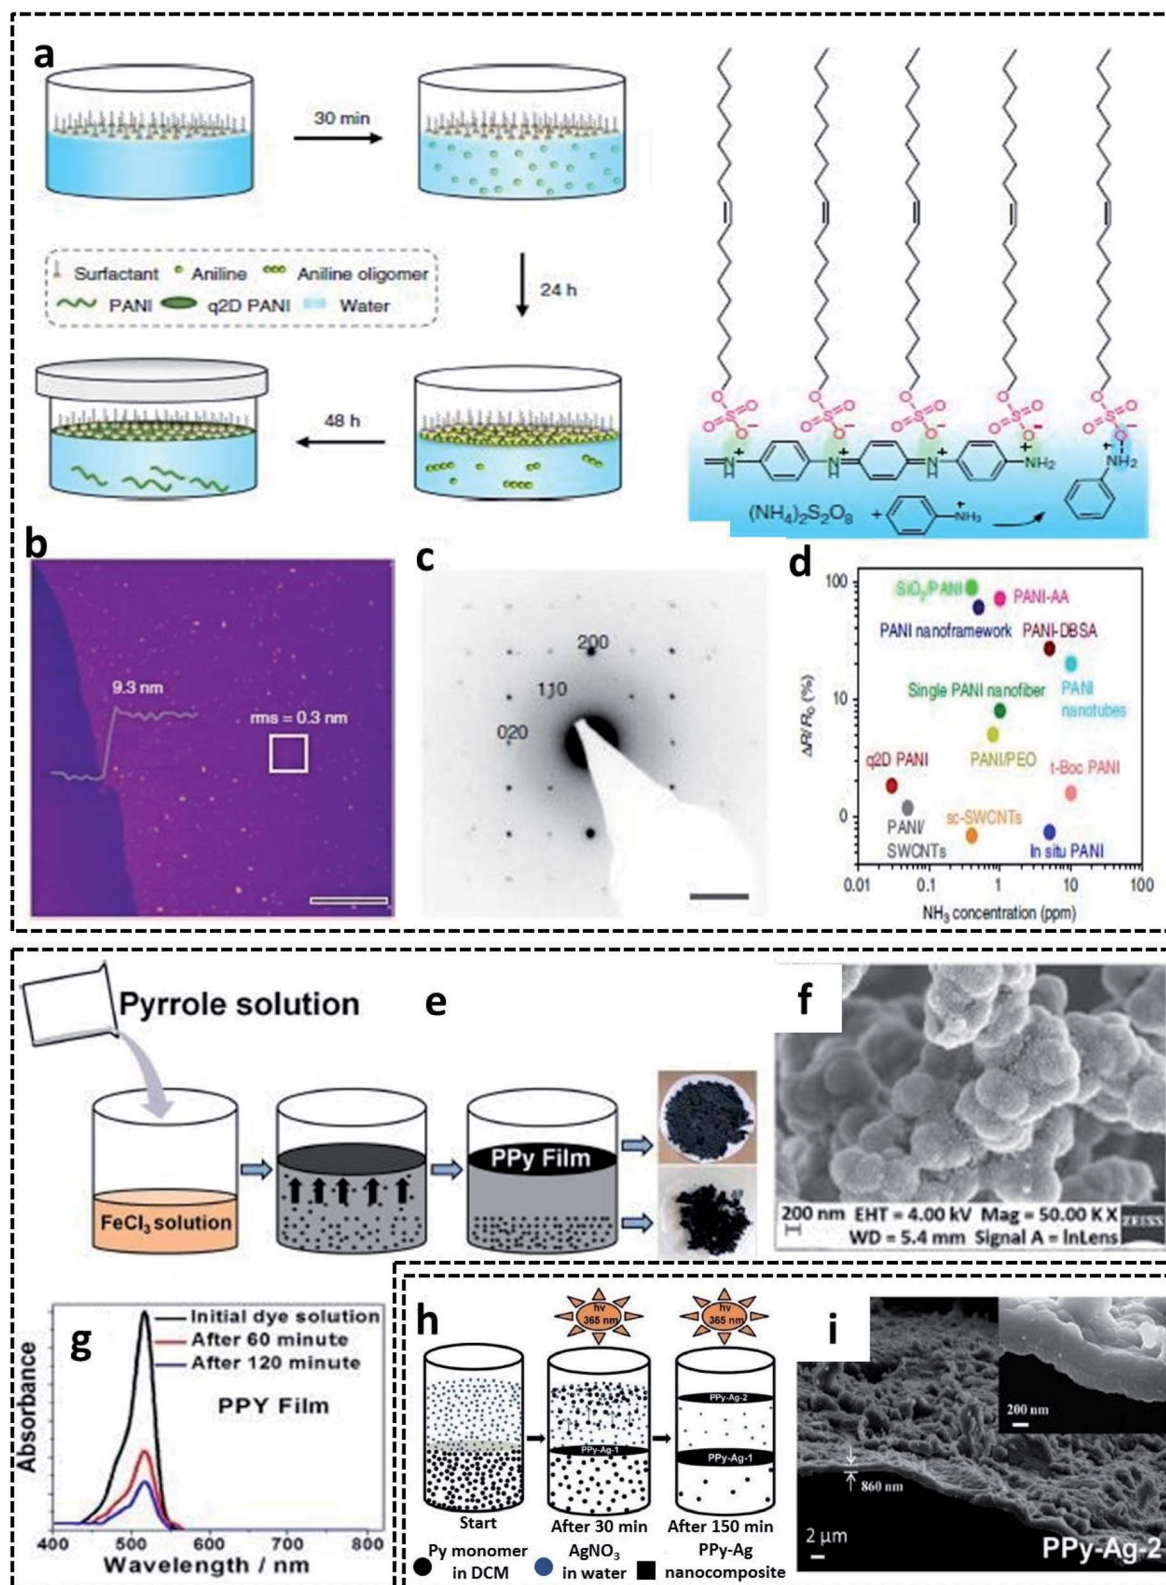 a
30 min
24 h
48 h
Surfactant Aniline Aniline oligomer
PANI q2D PANI Water
O O O O O
S S S S S
N H N H N H NH2 NH2
(NH4)2S2O8 + NH3
b
9.3 nm
rms = 0.3 nm
c
200
110
020
d
100
10
0
ΔR/R0 (%)
SiO2/PANI
PANI-AA
PANI nanoframework
PANI-DBSA
Single PANI nanofiber
PANI nanotubes
PANI/PEO
q2D PANI
t-Boc PANI
PANI/
SWCNTs
sc-SWCNTs
In situ PANI
0.01 0.1 1 10 100
NH3 concentration (ppm)
Pyrrole solution
e
FeCl3 solution
PPy Film
f
200 nm EHT = 4.00 kV Mag = 50.00 K X
WD = 5.4 mm Signal A = InLens
ZEISS
g
Initial dye solution
After 60 minute
After 120 minute
PPY Film
Absorbance
500 600 700 800
Wavelength / nm
h
hv
365 nm
hv
365 nm
PPy-Ag-1
PPy-Ag-2
PPy-Ag-1
Start After 30 min After 150 min
Py monomer in DCM
AgNO3 in water
PPy-Ag nanocomposite
i
200 nm
860 nm
2 µm
PPy-Ag-2